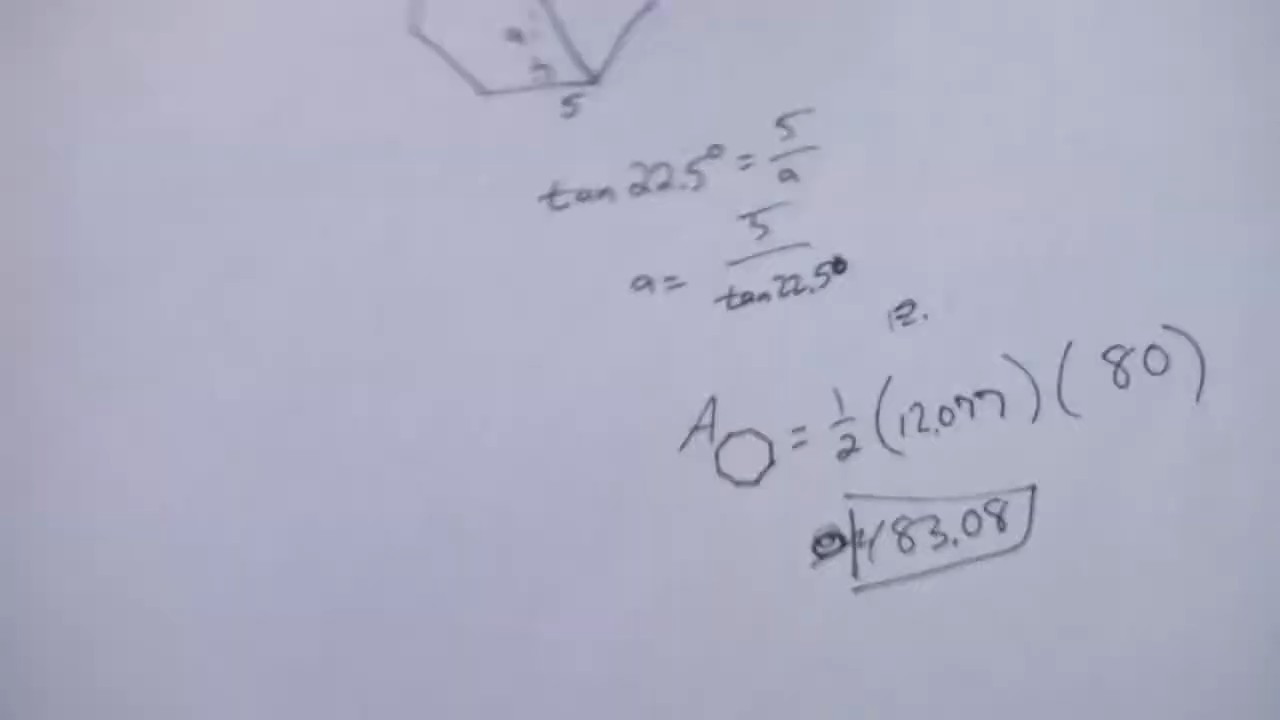 a
5
tan 22.5° = 5/a
a = 5/tan 22.5°
12.
A = 1/2 (12.077) (80)
483.08